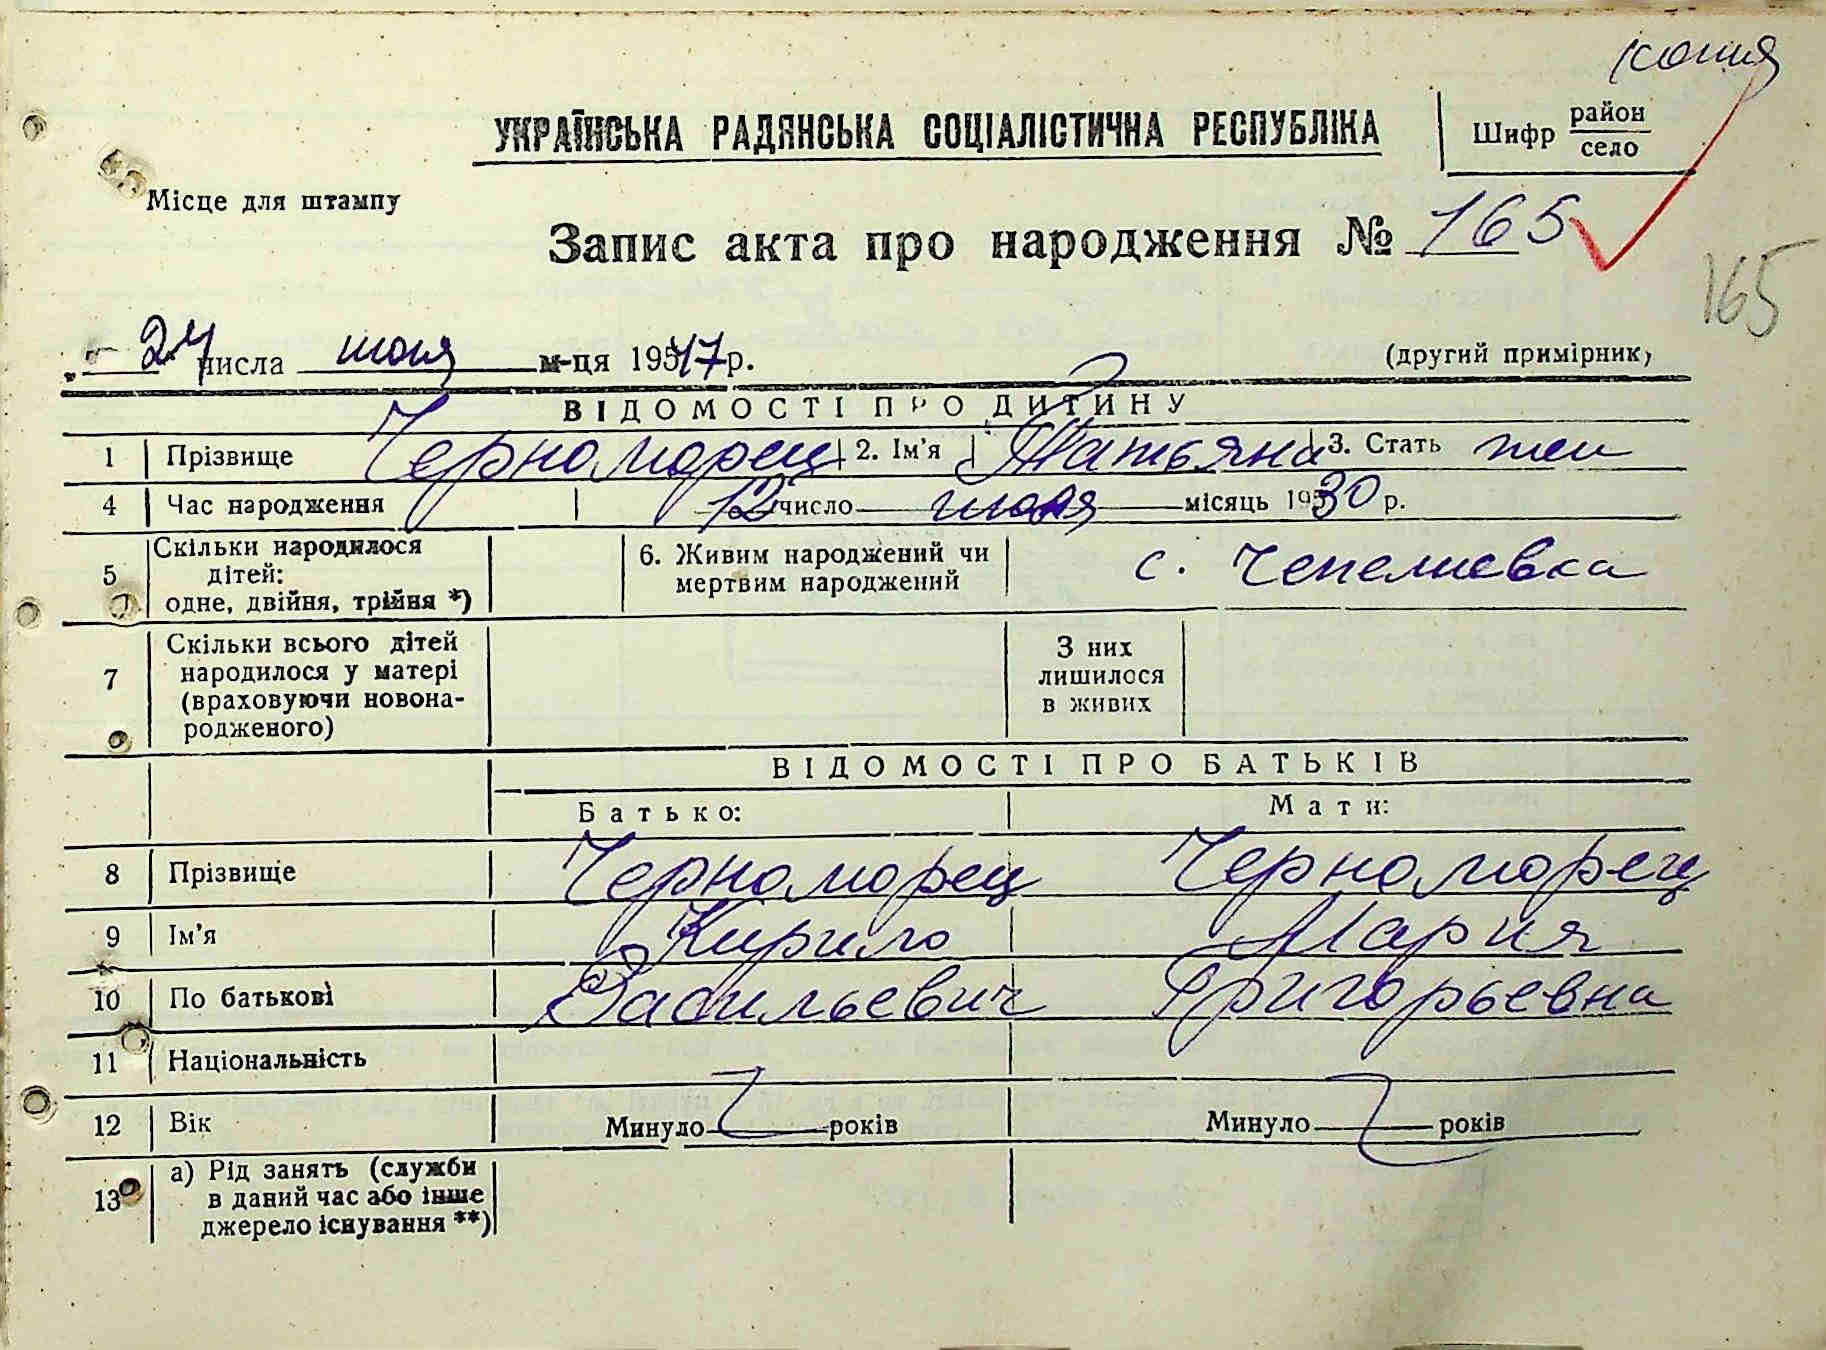 копия
УКРАЇНСЬКА РАДЯНСЬКА СОЦІАЛІСТИЧНА РЕСПУБЛІКА
Шифр район
село
Місце для штампу
Запис акта про народження № 165
165
24 числа июля м-ця 1947 р. (другий примірник)
ВІДОМОСТІ ПРО ДИТИНУ
1 Прізвище Черноморец 2. Ім'я Татьяна 3. Стать жен
4 Час народження 12 число июля місяць 1930 р.
5 Скільки народилося дітей: одне, двійня, трійня *) 6. Живим народжений чи мертвим народжений с. Чепелиевка
7 Скільки всього дітей народилося у матері (враховуючи новона-родженого) З них лишилося в живих
ВІДОМОСТІ ПРО БАТЬКІВ
Батько: Мати:
8 Прізвище Черноморец Черноморец
9 Ім'я Кирило Мария
10 По батькові Васильевич Григорьевна
11 Національність
12 Вік Минуло років Минуло років
13 а) Рід занять (служби в даний час або інше джерело існування **)